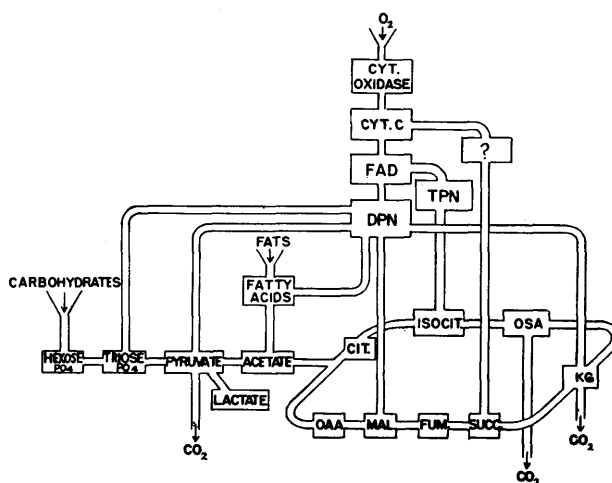 O2
CYT.
OXIDASE
CYT. C
?
FAD
TPN
DPN
FATS
FATTY
ACIDS
CARBOHYDRATES
ISOCIT.
OSA
CIT.
HEXOSE
PO4
TRIOSE
PO4
PYRUVATE
ACETATE
KG
LACTATE
OAA
MAL
FUM
SUCC
CO2
CO2
CO2